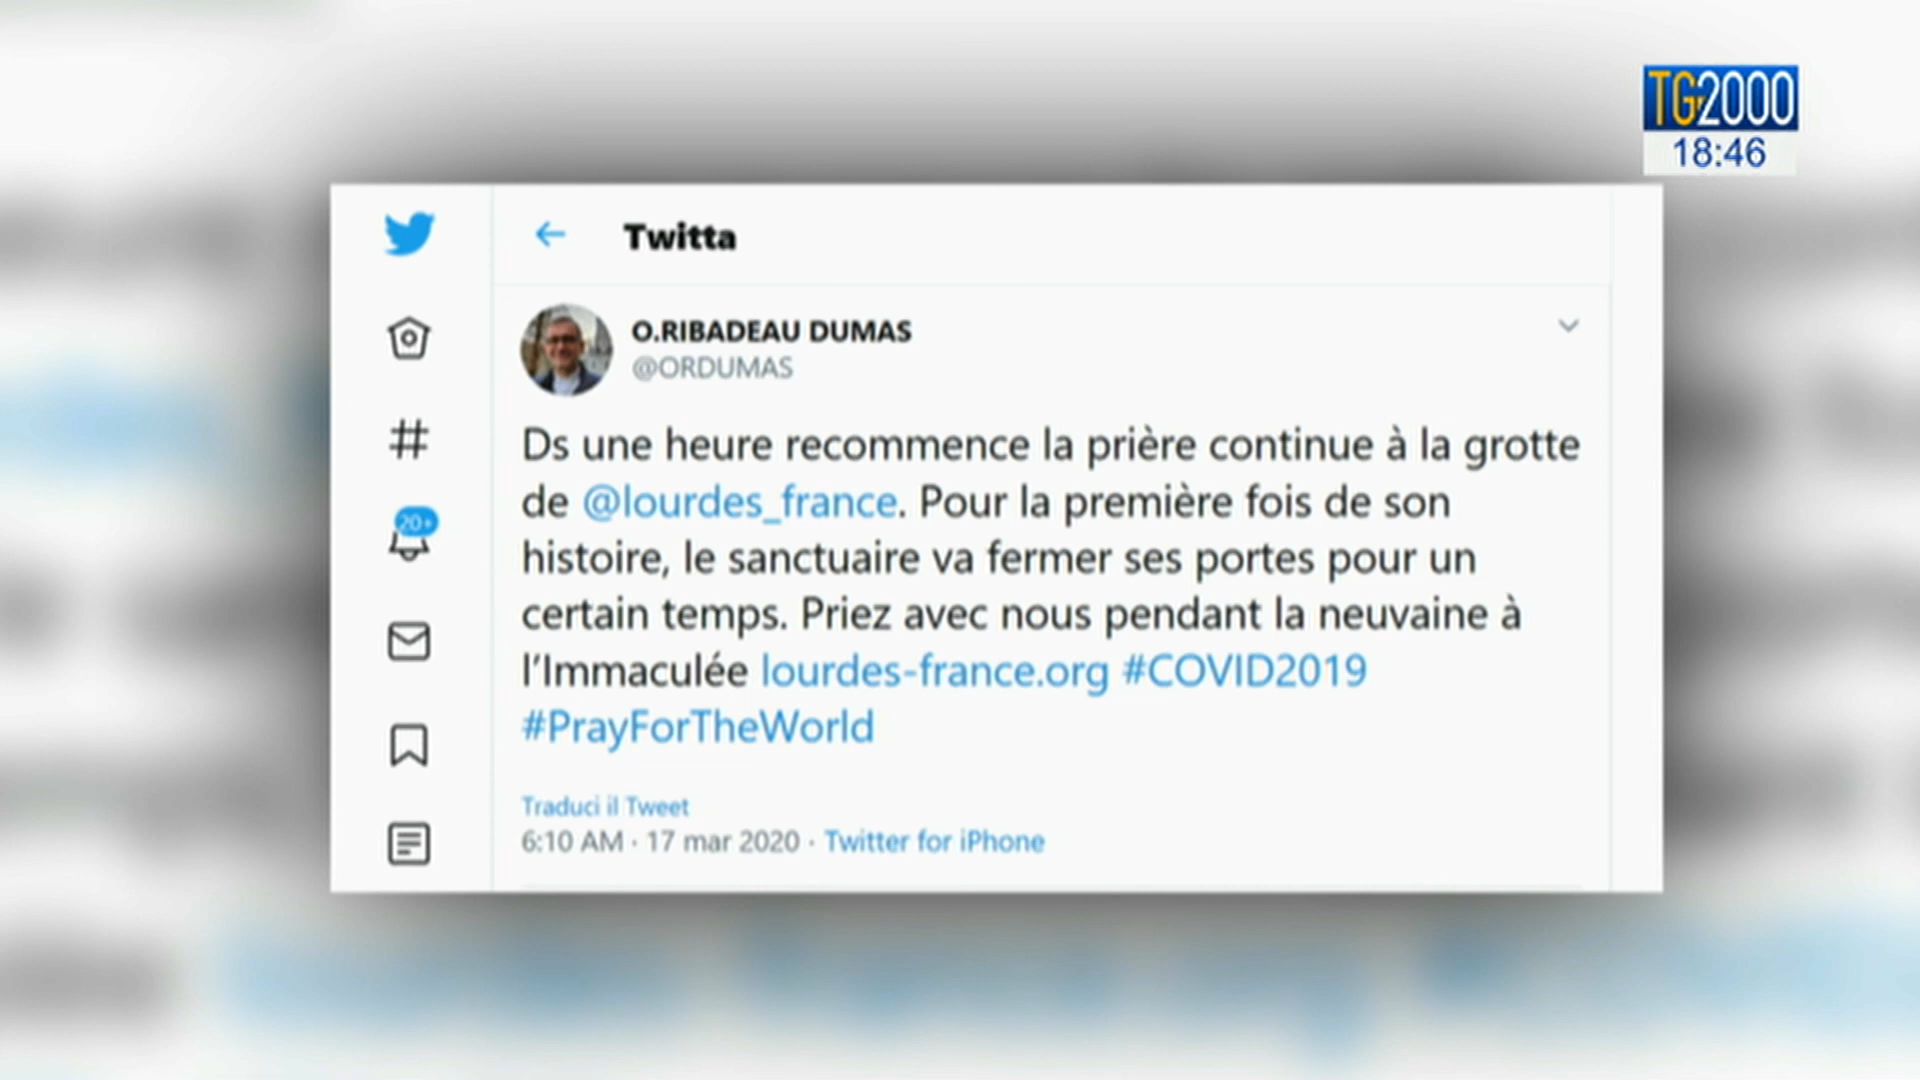 TG2000
18:46
Twitta
O.RIBADEAU DUMAS
@ORDUMAS
Ds une heure recommence la prière continue à la grotte
de @lourdes_france. Pour la première fois de son
histoire, le sanctuaire va fermer ses portes pour un
certain temps. Priez avec nous pendant la neuvaine à
l'Immaculée lourdes-france.org #COVID2019
#PrayForTheWorld
20+
Traduci il Tweet
6:10 AM · 17 mar 2020 · Twitter for iPhone